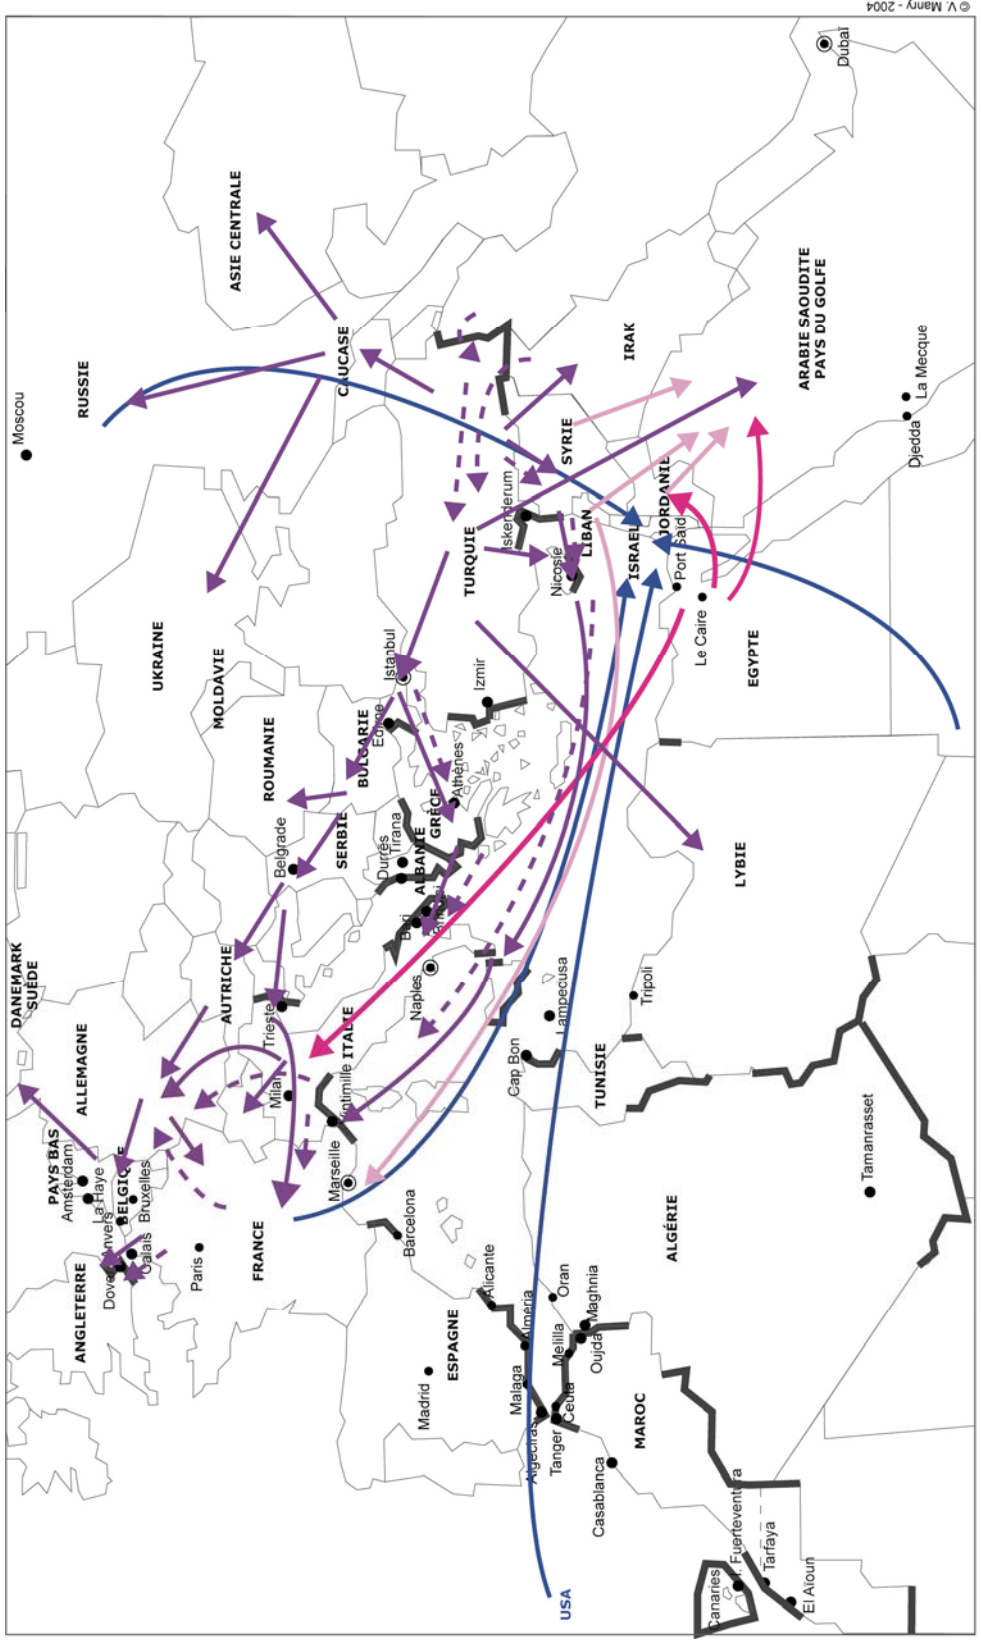 © V. Manry - 2004
Dubaï
Moscou
RUSSIE
ASIE CENTRALE
CAUCASE
IRAK
ARABIE SAOUDITE
PAYS DU GOLFE
La Mecque
Djedda
SYRIE
JORDANIE
LIBAN
ISRAEL
Iskenderum
Nicosie
TURQUIE
Port Saïd
Le Caire
EGYPTE
UKRAINE
MOLDAVIE
ROUMANIE
BULGARIE
Istanbul
Edirne
Izmir
Athènes
GRÈCE
SERBIE
Belgrade
Tirana
Durrës
ALBANIE
Bari
Brindisi
Naples
LYBIE
Tripoli
Lampecusa
Cap Bon
TUNISIE
DANEMARK
SUÈDE
AUTRICHE
ALLEMAGNE
Trieste
ITALIE
Milan
Vintimille
Marseille
PAYS BAS
Amsterdam
La Haye
BELGIQUE
Anvers
Bruxelles
Calais
Dover
Paris
FRANCE
ANGLETERRE
Barcelona
Alicante
ESPAGNE
Madrid
Almeria
Malaga
Algeciras
Oran
Maghnia
Oujda
Melilla
Ceuta
Tanger
Casablanca
MAROC
ALGÉRIE
Tamanrasset
I. Fuerteventura
Canaries
Tarfaya
El Aïoun
USA